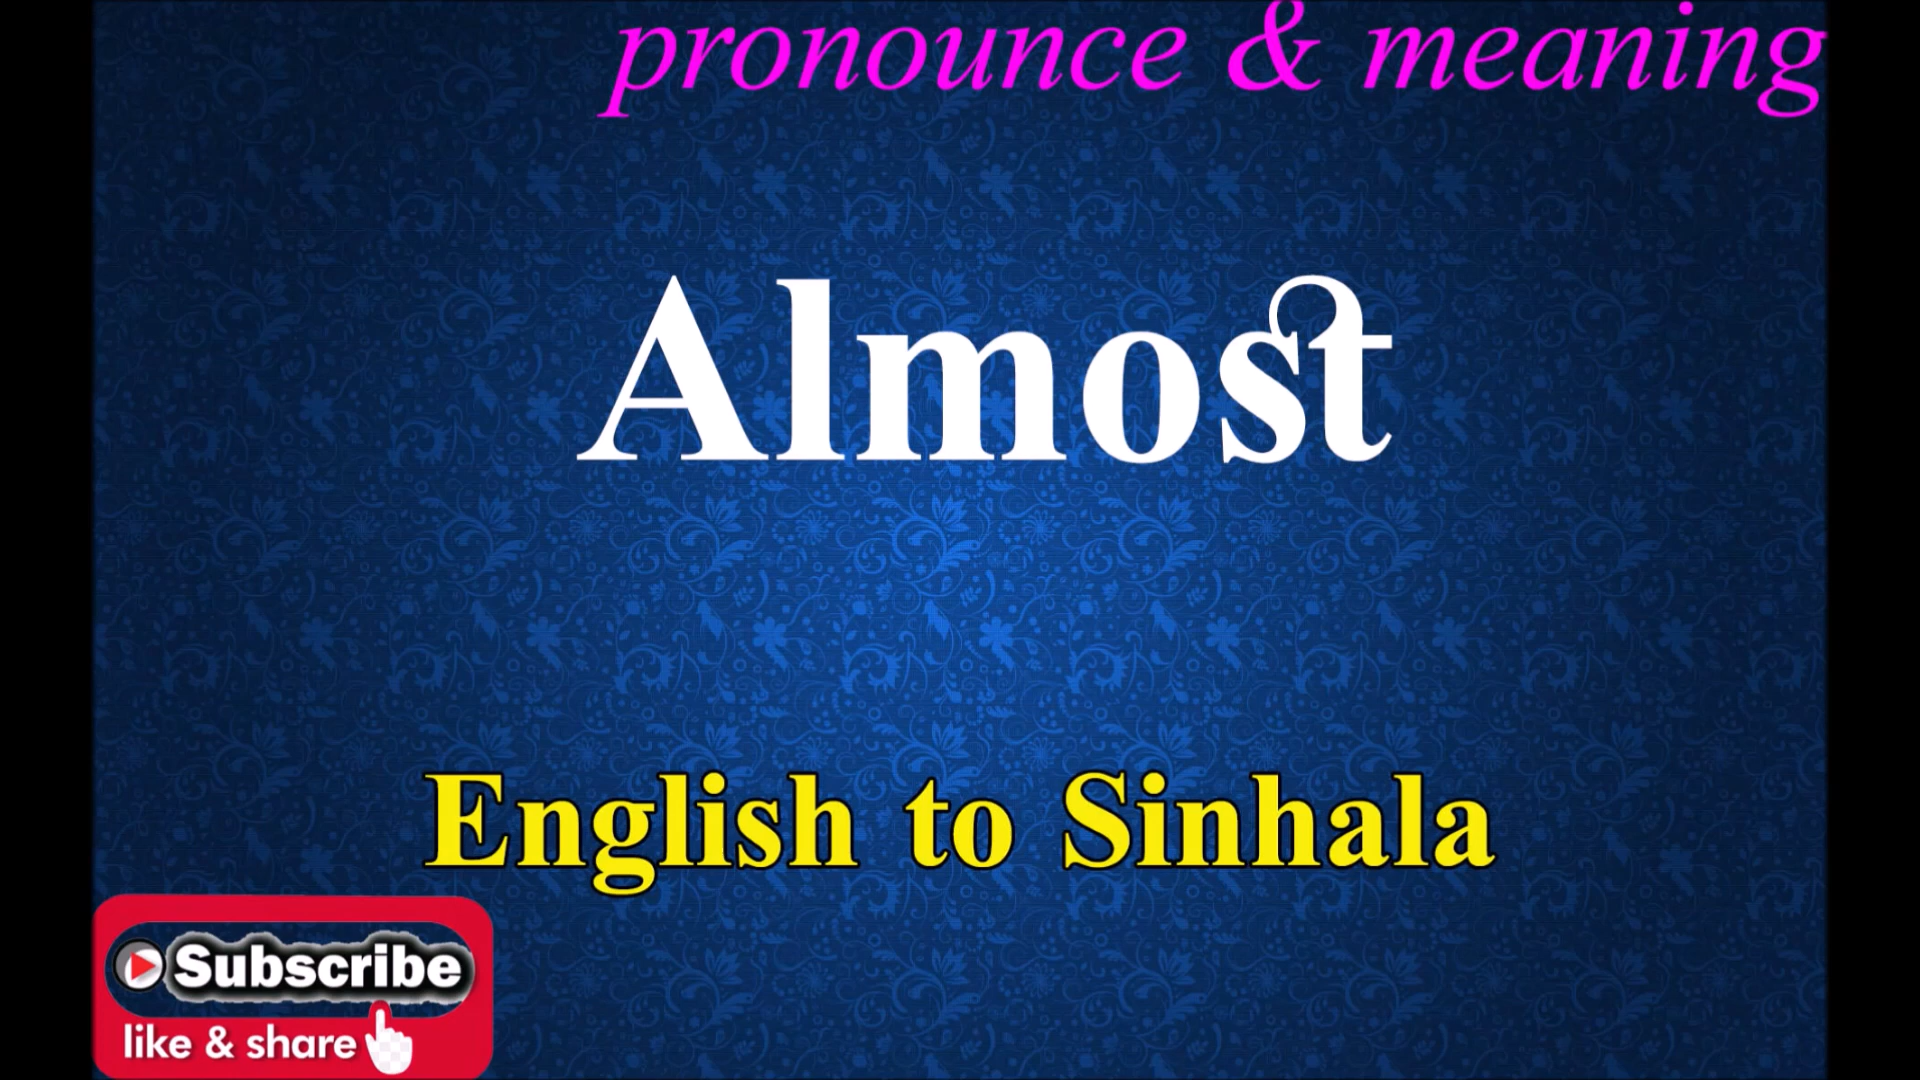 pronounce & meaning
Almost
English to Sinhala
Subscribe
like & share